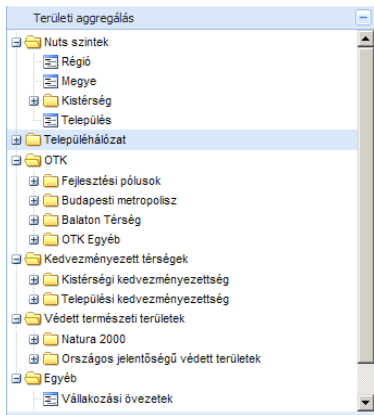 Területi aggregálás
Nuts szintek
Régió
Megye
Kistérség
Település
Településhálózat
OTK
Fejlesztési pólusok
Budapesti metropolisz
Balaton Térség
OTK Egyéb
Kedvezményezett térségek
Kistérségi kedvezményezettség
Települési kedvezményezettség
Védett természeti területek
Natura 2000
Országos jelentőségű védett területek
Egyéb
Vállakozási övezetek